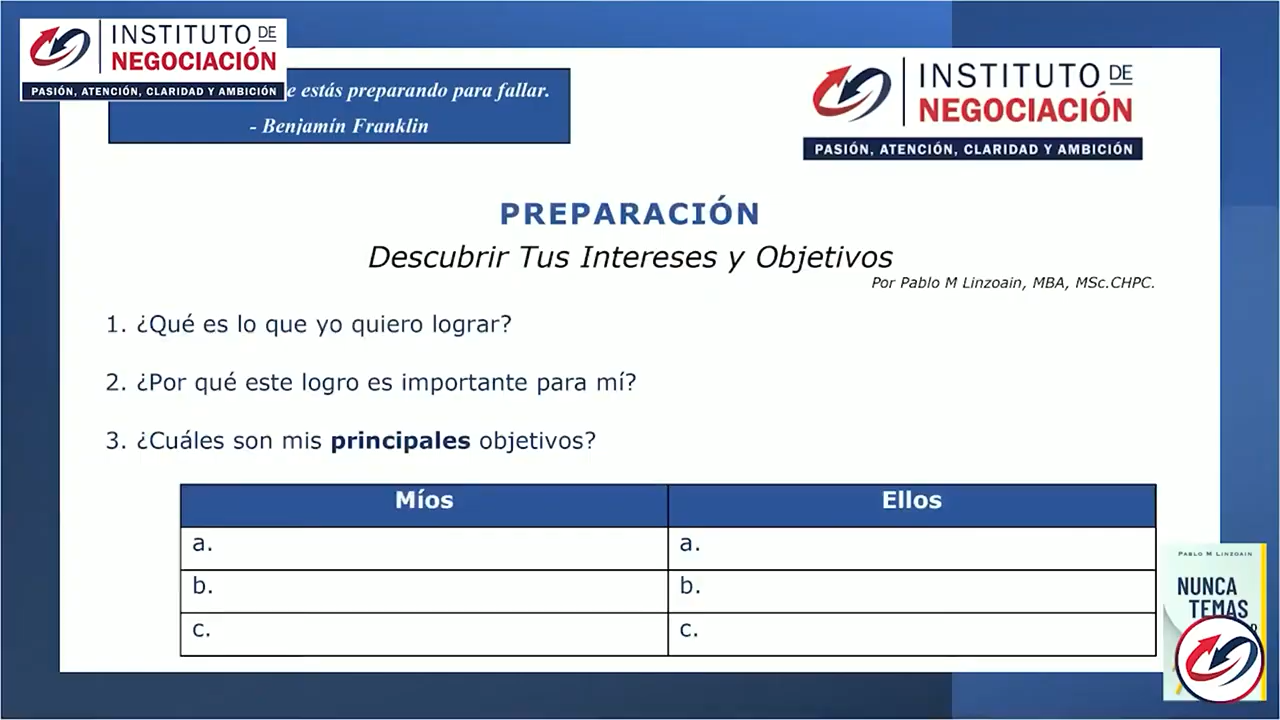 INSTITUTO DE
NEGOCIACIÓN
PASIÓN, ATENCIÓN, CLARIDAD Y AMBICIÓN
estás preparando para fallar.
- Benjamín Franklin
INSTITUTO DE
NEGOCIACIÓN
PASIÓN, ATENCIÓN, CLARIDAD Y AMBICIÓN
PREPARACIÓN
Descubrir Tus Intereses y Objetivos
Por Pablo M Linzoain, MBA, MSc.CHPC.
1. ¿Qué es lo que yo quiero lograr?
2. ¿Por qué este logro es importante para mí?
3. ¿Cuáles son mis principales objetivos?
Míos Ellos
a. a.
b. b.
c. c.
PABLO M LINZOAIN
NUNCA
TEMAS